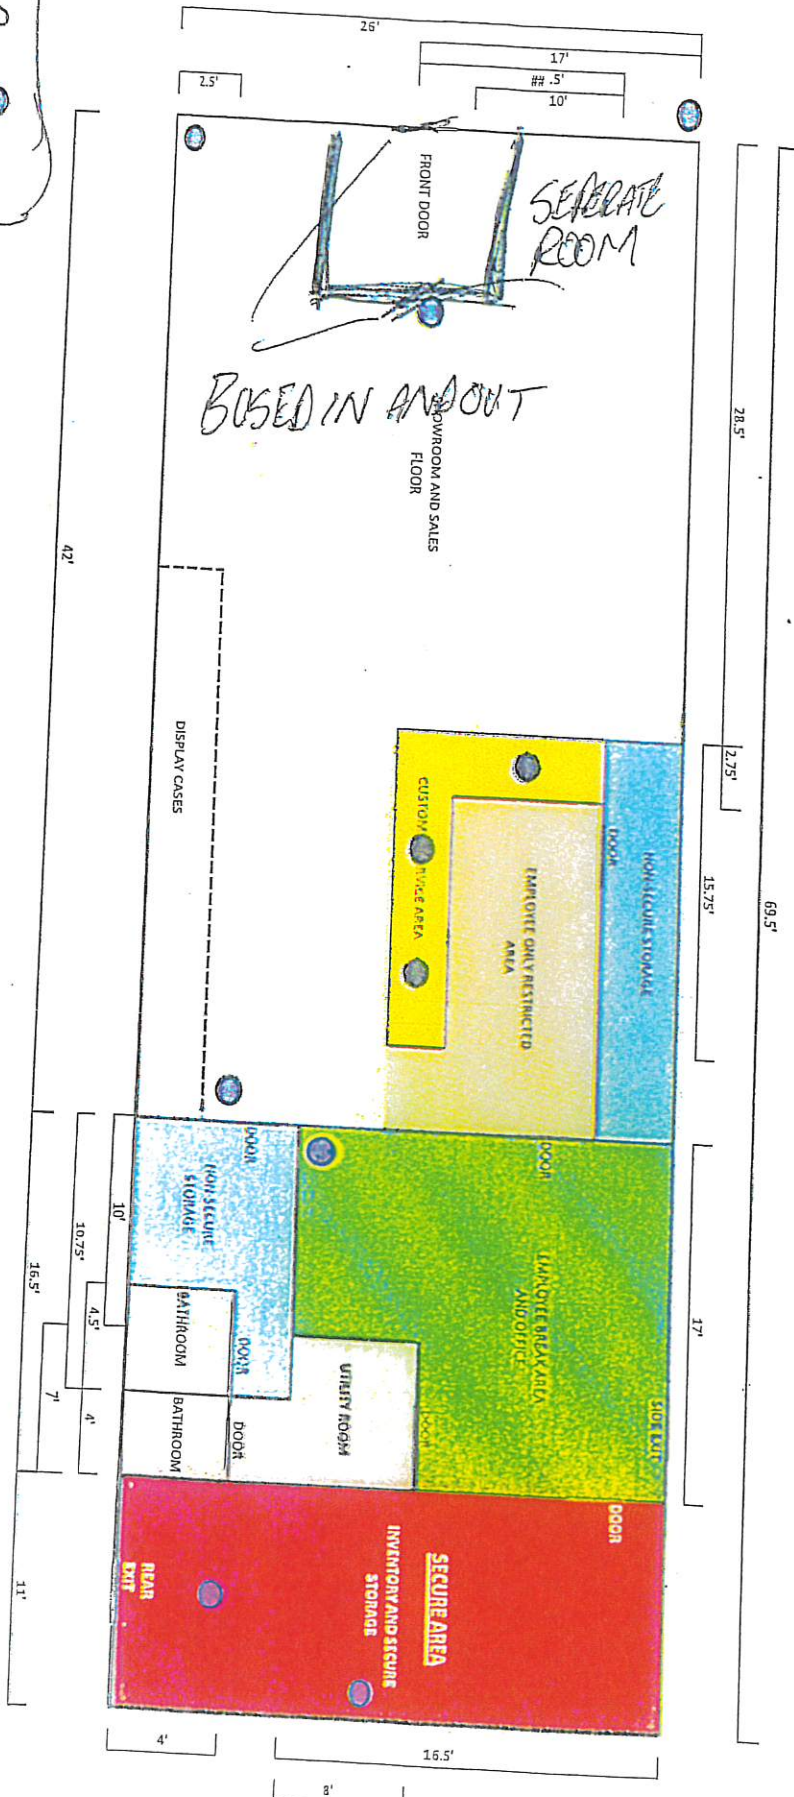 26'
17'
## .5'
10'
2.5'
FRONT DOOR
SEPERATE
ROOM
BUSED IN AND OUT
SHOWROOM AND SALES
FLOOR
28.5'
42'
69.5'
2.75'
15.75'
DISPLAY CASES
NON-SECURE STORAGE
DOOR
EMPLOYEE ONLY RESTRICTED
AREA
DOOR
DOOR
NON-SECURE
STORAGE
EMPLOYEE BREAK AREA
AND OFFICE
SIDE EXIT
17'
10'
10.75'
16.5'
4.5'
7'
4'
BATHROOM
DOOR
BATHROOM
DOOR
UTILITY ROOM
DOOR
DOOR
SECURE AREA
INVENTORY AND SECURE
STORAGE
REAR
EXIT
11'
4'
16.5'
8'